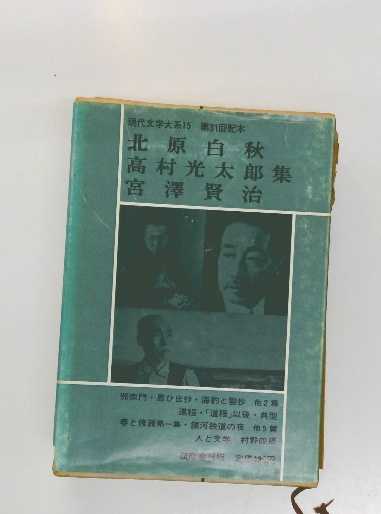 現代文学大系15 第31回配本
北原白秋
高村光太郎集
宮澤賢治
邪宗門・思ひ出抄・海豹と雲抄 他2篇
道程・「道程」以後・典型
春と修羅第一集・銀河鉄道の夜 他5篇
人と文学 村野四郎
筑摩書房版 定価